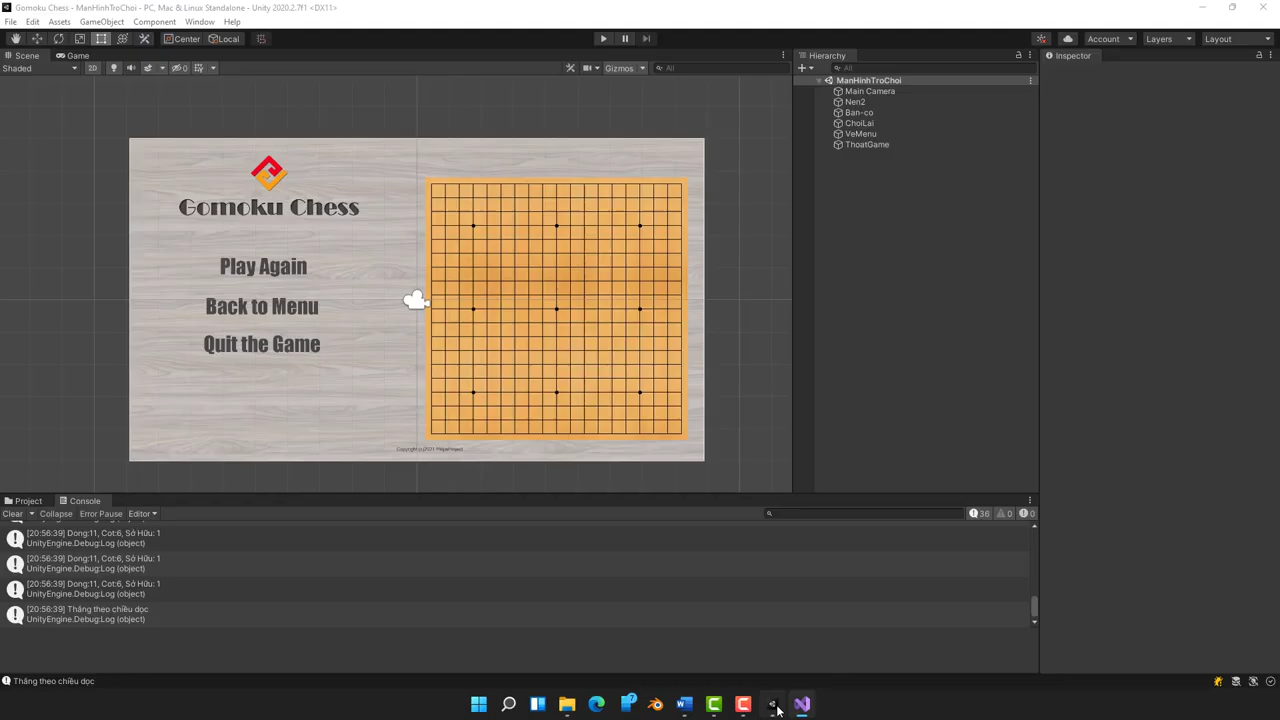 Gomoku Chess - ManHinhTroChoi - PC, Mac & Linux Standalone - Unity 2020.2.7f1 <DX11>
File Edit Assets GameObject Component Window Help
Center Local Account Layers Layout
Scene Game Hierarchy Inspector
Shaded 2D 0 Gizmos All All
ManHinhTroChoi
Main Camera
Nen2
Ban-co
ChoiLai
VeMenu
ThoatGame
Gomoku Chess
Play Again
Back to Menu
Quit the Game
Project Console
Clear Collapse Error Pause Editor 36 0 0
[20:56:39] Dong:11, Cot:6, Sở Hữu: 1
UnityEngine.Debug:Log (object)
[20:56:39] Dong:11, Cot:6, Sở Hữu: 1
UnityEngine.Debug:Log (object)
[20:56:39] Dong:11, Cot:6, Sở Hữu: 1
UnityEngine.Debug:Log (object)
[20:56:39] Thắng theo chiều dọc
UnityEngine.Debug:Log (object)
Thắng theo chiều dọc